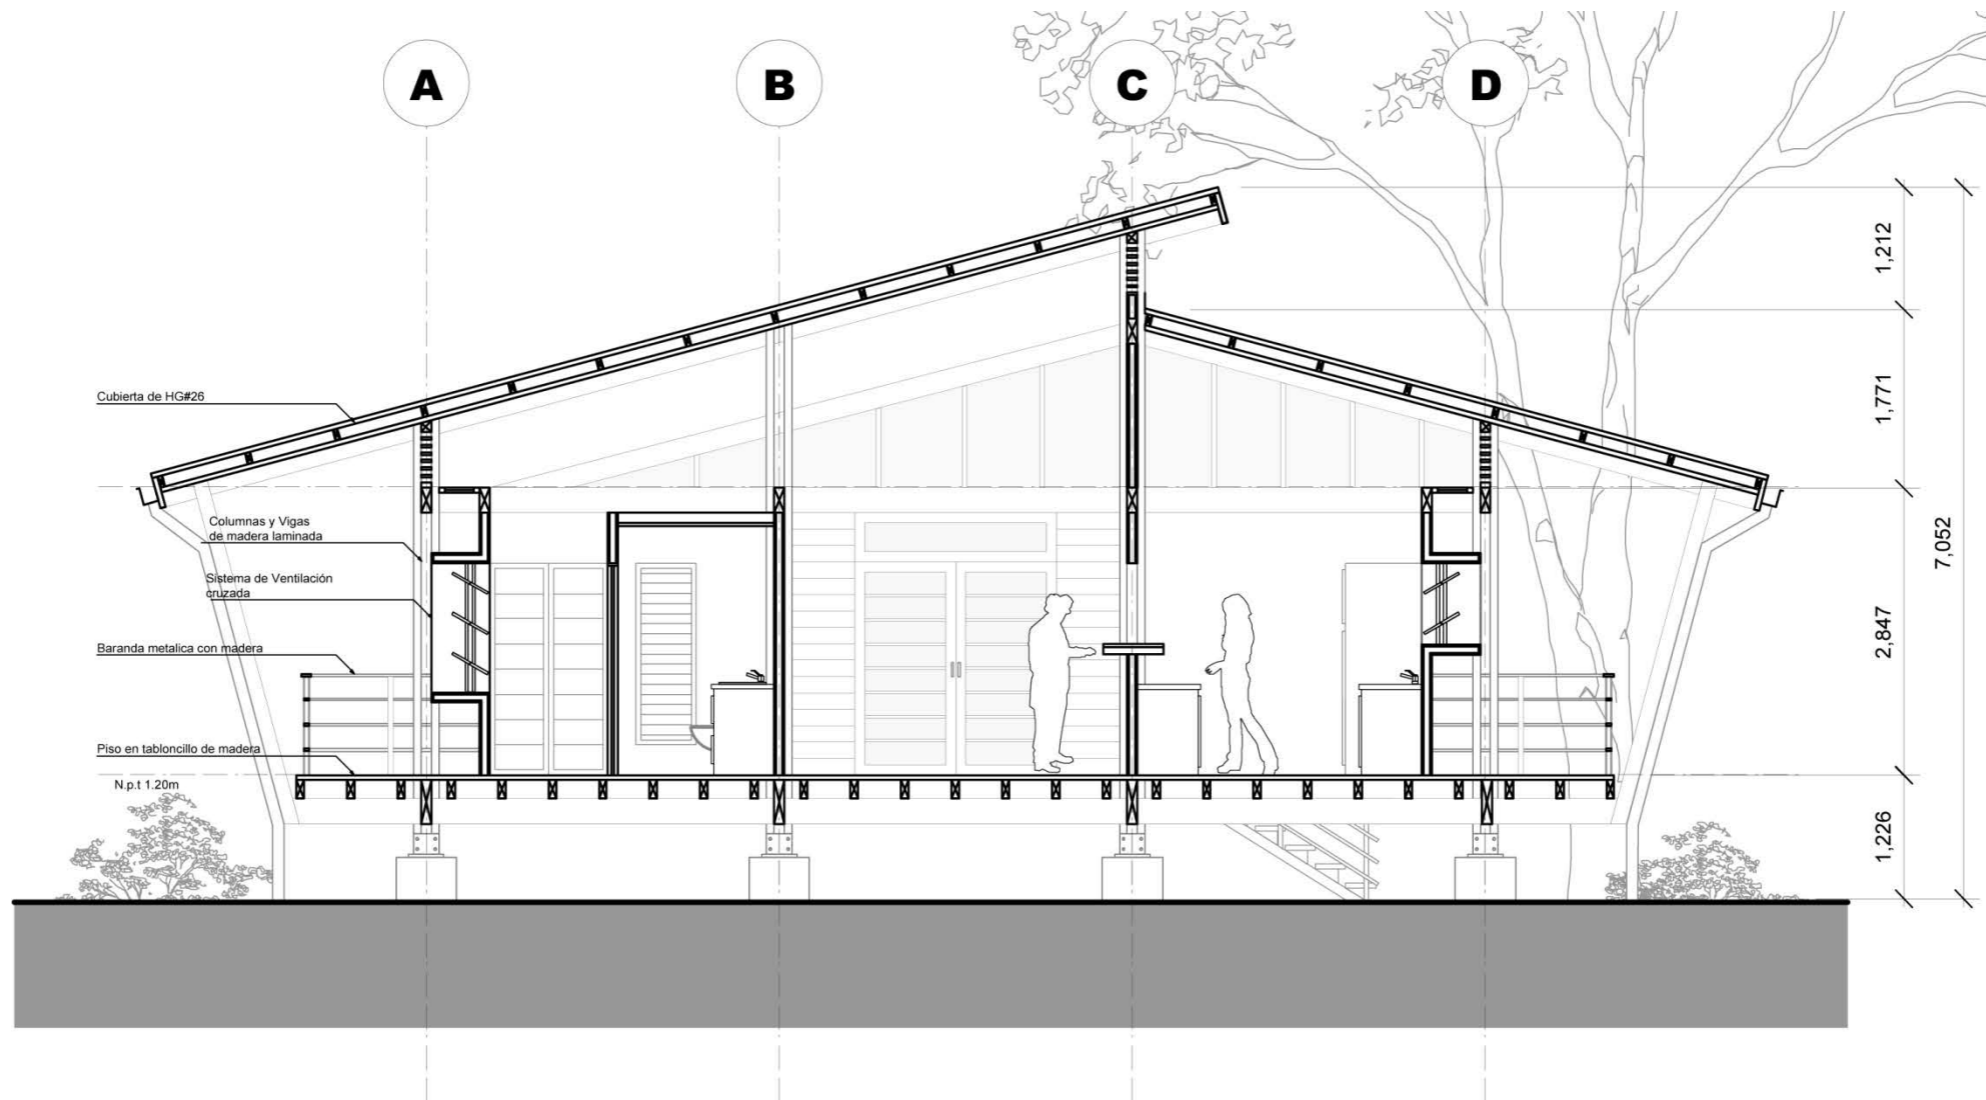 A
B
C
D
1,212
1,771
7,052
2,847
1,226
Cubierta de HG#26
Columnas y Vigas
de madera laminada
Sistema de Ventilación
cruzada
Baranda metalica con madera
Piso en tabloncillo de madera
N.p.t 1.20m